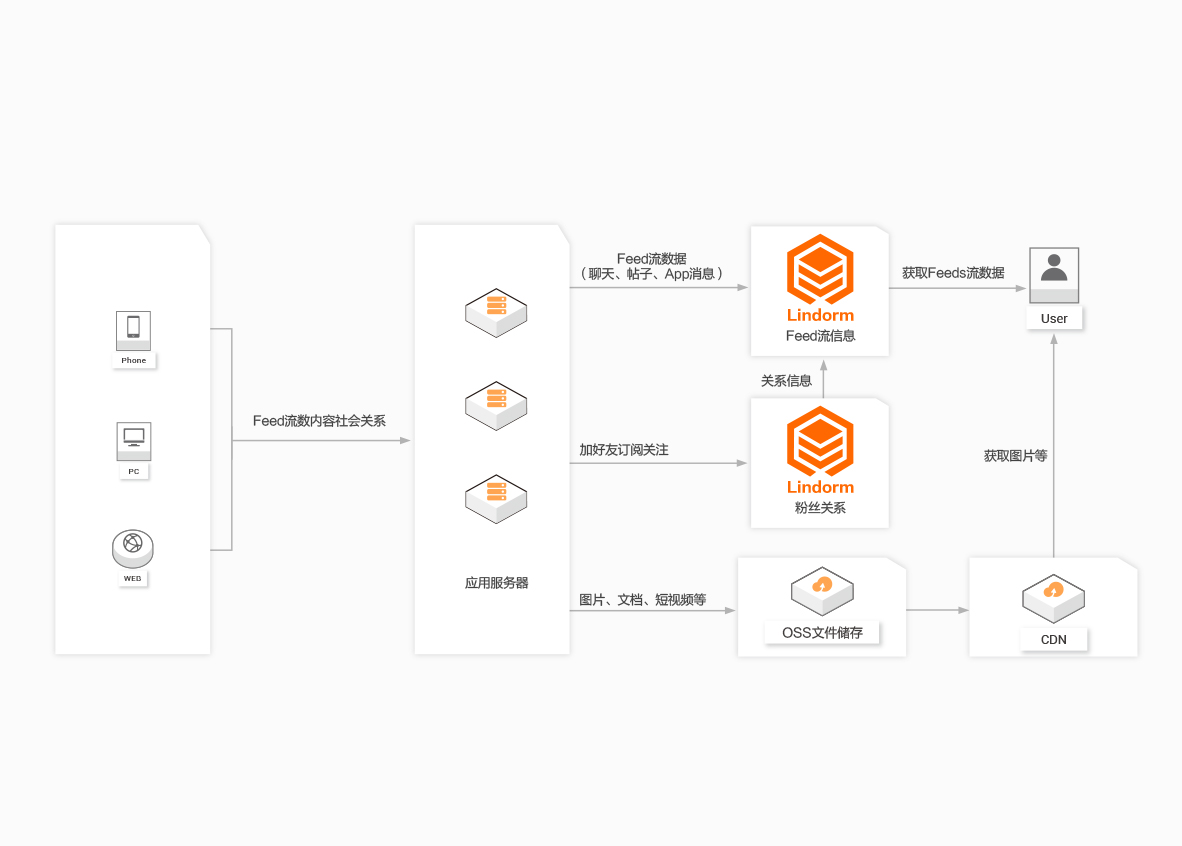 Phone
PC
WEB
Feed流数内容社会关系
应用服务器
Feed流数据
（聊天、帖子、App消息）
加好友订阅关注
图片、文档、短视频等
Lindorm
Feed流信息
关系信息
Lindorm
粉丝关系
OSS文件储存
获取Feeds流数据
User
获取图片等
CDN